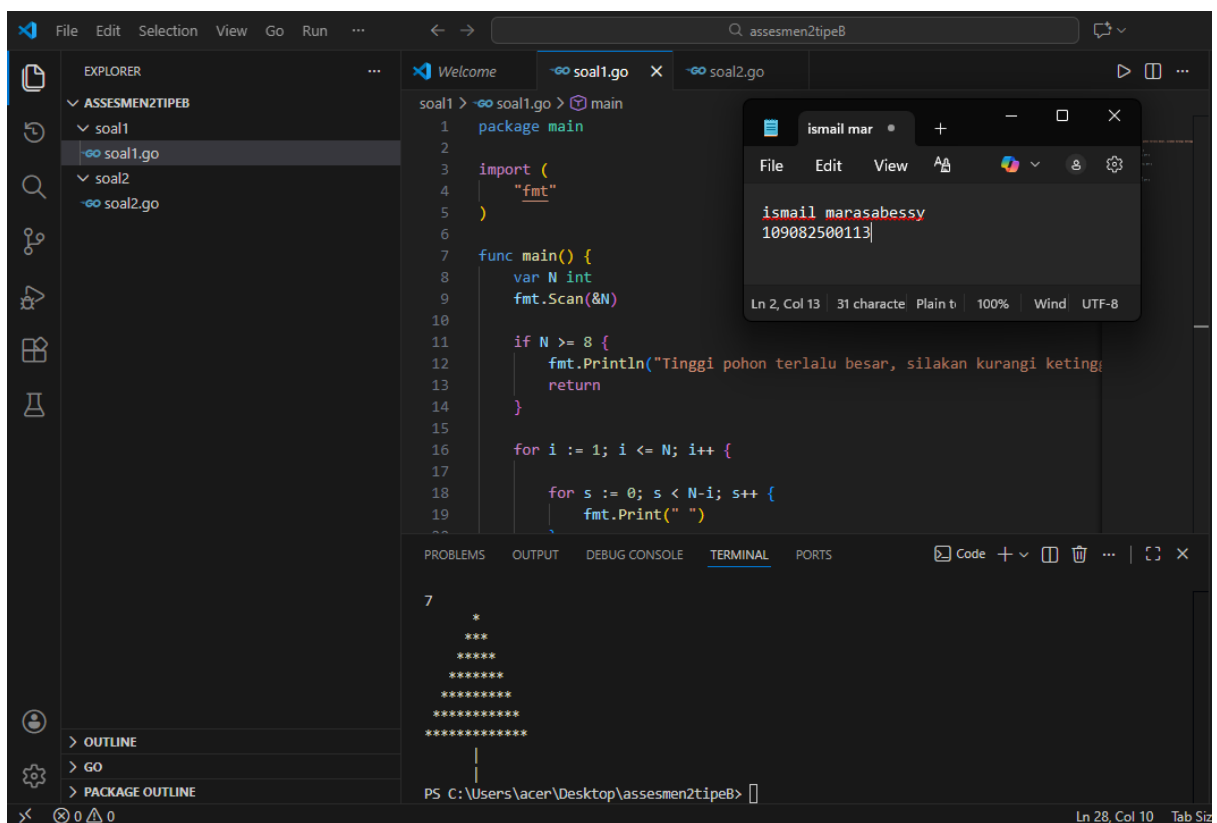 File Edit Selection View Go Run ...
assesmen2tipeB
EXPLORER
ASSESMEN2TIPEB
soal1
soal1.go
soal2
soal2.go
OUTLINE
GO
PACKAGE OUTLINE
Welcome
soal1.go
soal2.go
soal1 > soal1.go > main
1 package main
2
3 import (
4 "fmt"
5 )
6
7 func main() {
8 var N int
9 fmt.Scan(&N)
10
11 if N >= 8 {
12 fmt.Println("Tinggi pohon terlalu besar, silakan kurangi
13 return
14 }
15
16 for i := 1; i <= N; i++ {
17
18 for s := 0; s < N-i; s++ {
19 fmt.Print(" ")
ismail mar
File Edit View
ismail marasabessy
109082500113
Ln 2, Col 13 31 Plain 100% UTF-8
PROBLEMS OUTPUT DEBUG CONSOLE TERMINAL PORTS
Code
7
      *
     ***
    *****
   *******
  *********
 ***********
*************
      |
      |
PS C:\Users\acer\Desktop\assesmen2tipeB>
0 0
Ln 28, Col 10 Tab